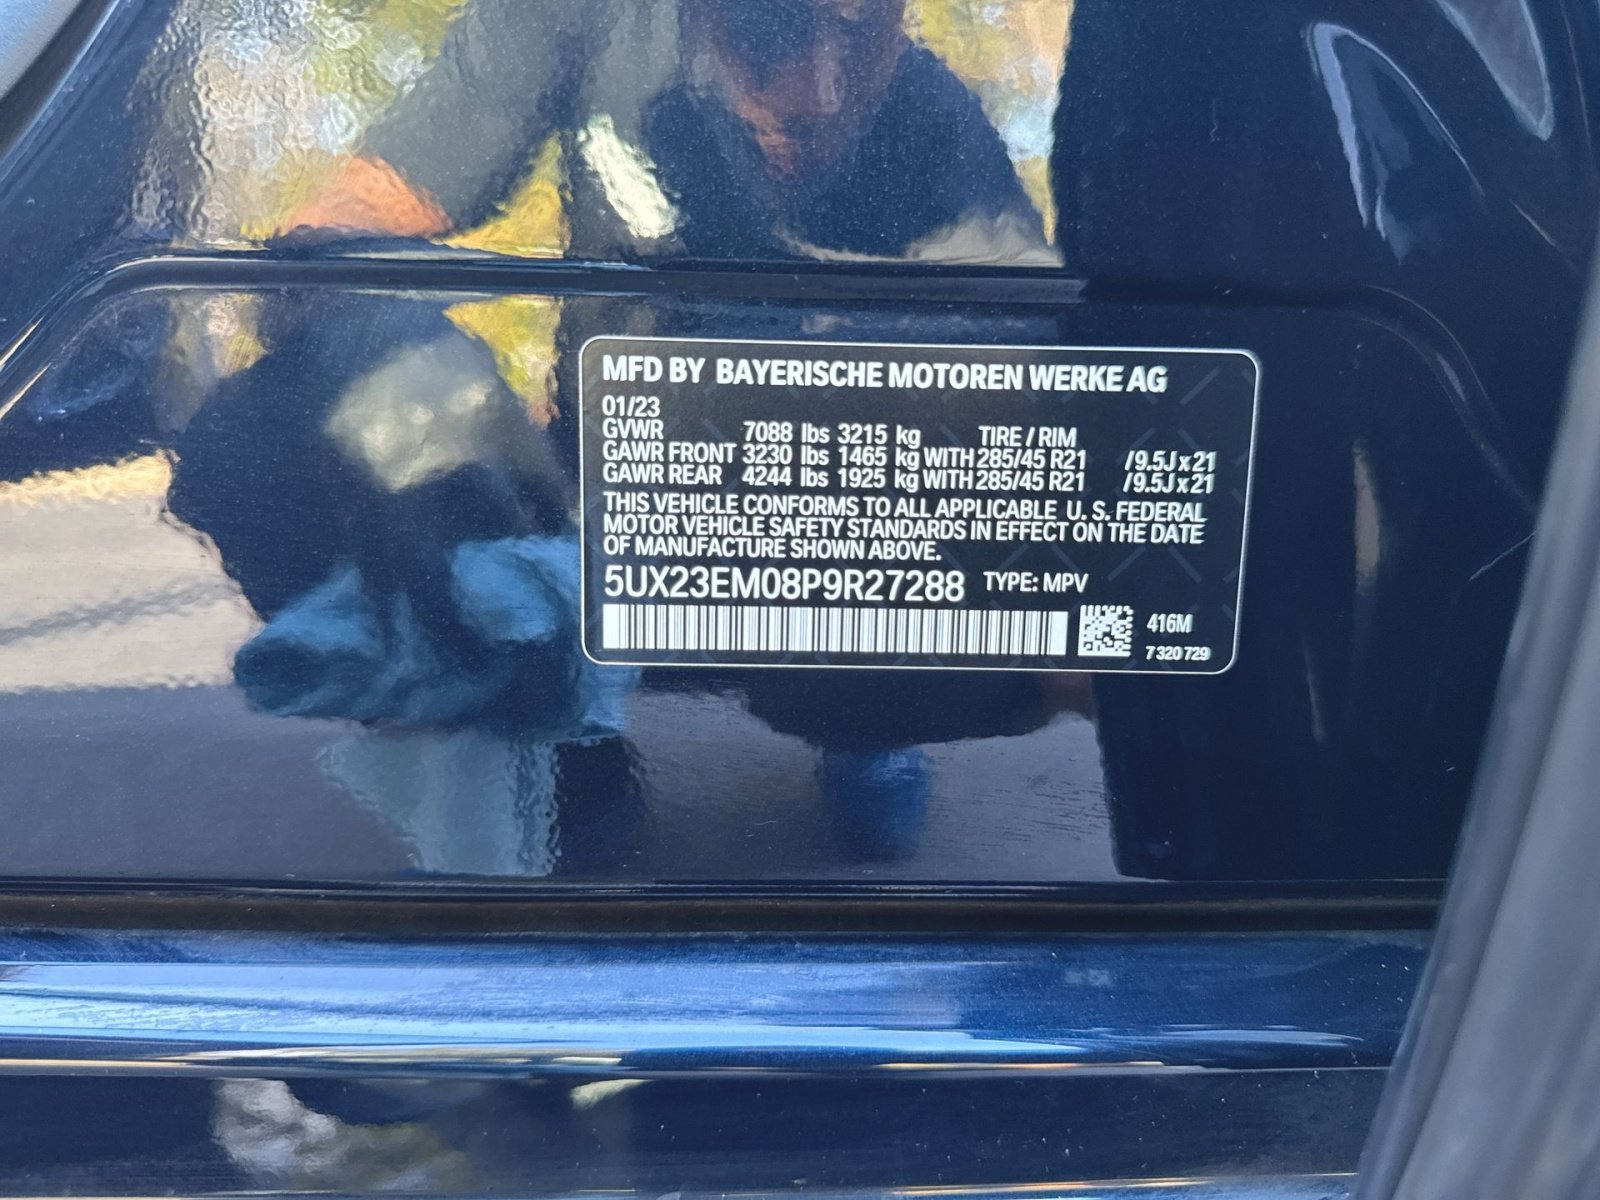 MFD BY BAYERISCHE MOTOREN WERKE AG
01/23
GVWR 7088 lbs 3215 kg TIRE / RIM
GAWR FRONT 3230 lbs 1465 kg WITH 285/45 R21 /9.5J x 21
GAWR REAR 4244 lbs 1925 kg WITH 285/45 R21 /9.5J x 21
THIS VEHICLE CONFORMS TO ALL APPLICABLE U. S. FEDERAL
MOTOR VEHICLE SAFETY STANDARDS IN EFFECT ON THE DATE
OF MANUFACTURE SHOWN ABOVE.
5UX23EM08P9R27288 TYPE: MPV
416M
7 320 729